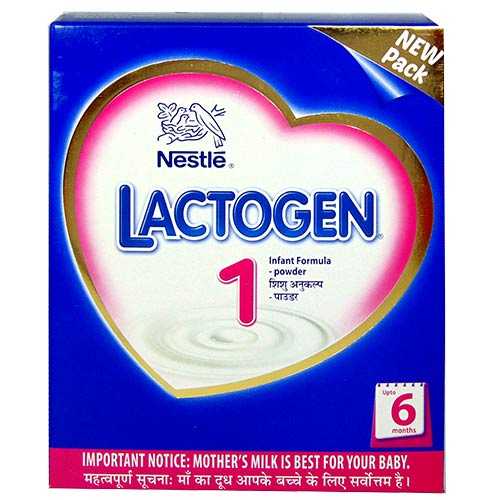 NEW
Pack
Nestlé®
LACTOGEN®
1
Infant Formula
- powder
शिशु अनुकल्प
- पाउडर
Upto
6
months
IMPORTANT NOTICE: MOTHER'S MILK IS BEST FOR YOUR BABY.
महत्वपूर्ण सूचना: माँ का दूध आपके बच्चे के लिए सर्वोत्तम है।